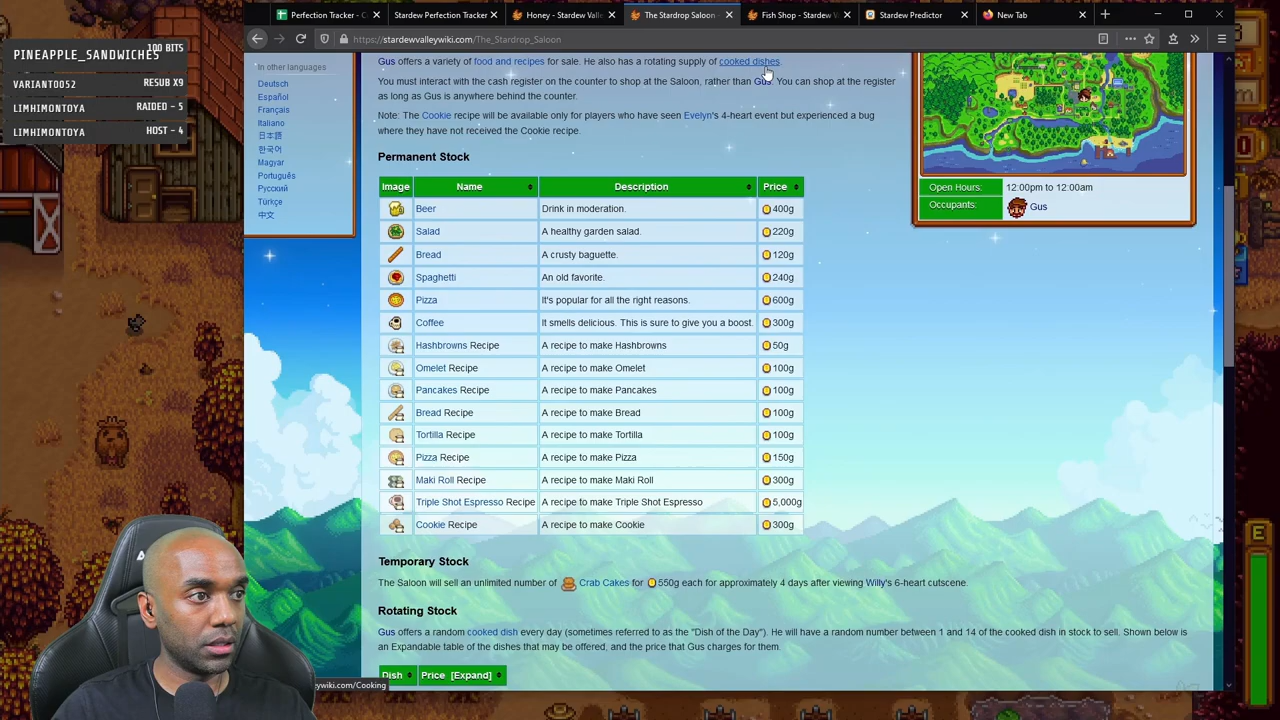 PINEAPPLE_SANDWICHES 100 BITS
VARIANT0052 RESUB X9
LIMHIMONTOYA RAIDED - 5
LIMHIMONTOYA HOST - 4
Perfection Tracker - C
Stardew Perfection Tracker
Honey - Stardew Valle
The Stardrop Saloon
Fish Shop - Stardew V
Stardew Predictor
New Tab
https://stardewvalleywiki.com/The_Stardrop_Saloon
In other languages
Deutsch
Español
Français
Italiano
日本語
한국어
Magyar
Português
Русский
Türkçe
中文
Gus offers a variety of food and recipes for sale. He also has a rotating supply of cooked dishes.
You must interact with the cash register on the counter to shop at the Saloon, rather than Gus. You can shop at the register
as long as Gus is anywhere behind the counter.
Note: The Cookie recipe will be available only for players who have seen Evelyn's 4-heart event but experienced a bug
where they have not received the Cookie recipe.
Permanent Stock
Image Name Description Price
Beer Drink in moderation. 400g
Salad A healthy garden salad. 220g
Bread A crusty baguette. 120g
Spaghetti An old favorite. 240g
Pizza It's popular for all the right reasons. 600g
Coffee It smells delicious. This is sure to give you a boost. 300g
Hashbrowns Recipe A recipe to make Hashbrowns 50g
Omelet Recipe A recipe to make Omelet 100g
Pancakes Recipe A recipe to make Pancakes 100g
Bread Recipe A recipe to make Bread 100g
Tortilla Recipe A recipe to make Tortilla 100g
Pizza Recipe A recipe to make Pizza 150g
Maki Roll Recipe A recipe to make Maki Roll 300g
Triple Shot Espresso Recipe A recipe to make Triple Shot Espresso 5,000g
Cookie Recipe A recipe to make Cookie 300g
Open Hours: 12:00pm to 12:00am
Occupants: Gus
Temporary Stock
The Saloon will sell an unlimited number of Crab Cakes for 550g each for approximately 4 days after viewing Willy's 6-heart cutscene.
Rotating Stock
Gus offers a random cooked dish every day (sometimes referred to as the "Dish of the Day"). He will have a random number between 1 and 14 of the cooked dish in stock to sell. Shown below is
an Expandable table of the dishes that may be offered, and the price that Gus charges for them.
Dish Price [Expand]
eywiki.com/Cooking
E